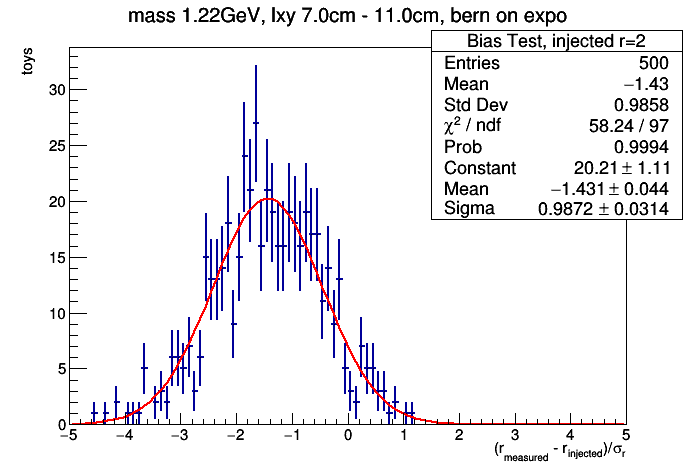 mass 1.22GeV, lxy 7.0cm - 11.0cm, bern on expo
toys
Bias Test, injected r=2
Entries 500
Mean −1.43
Std Dev 0.9858
χ² / ndf 58.24 / 97
Prob 0.9994
Constant 20.21 ± 1.11
Mean −1.431 ± 0.044
Sigma 0.9872 ± 0.0314
30
25
20
15
10
5
0
−5 −4 −3 −2 −1 0 1 2 3 4 5
(r_measured - r_injected)/σ_r